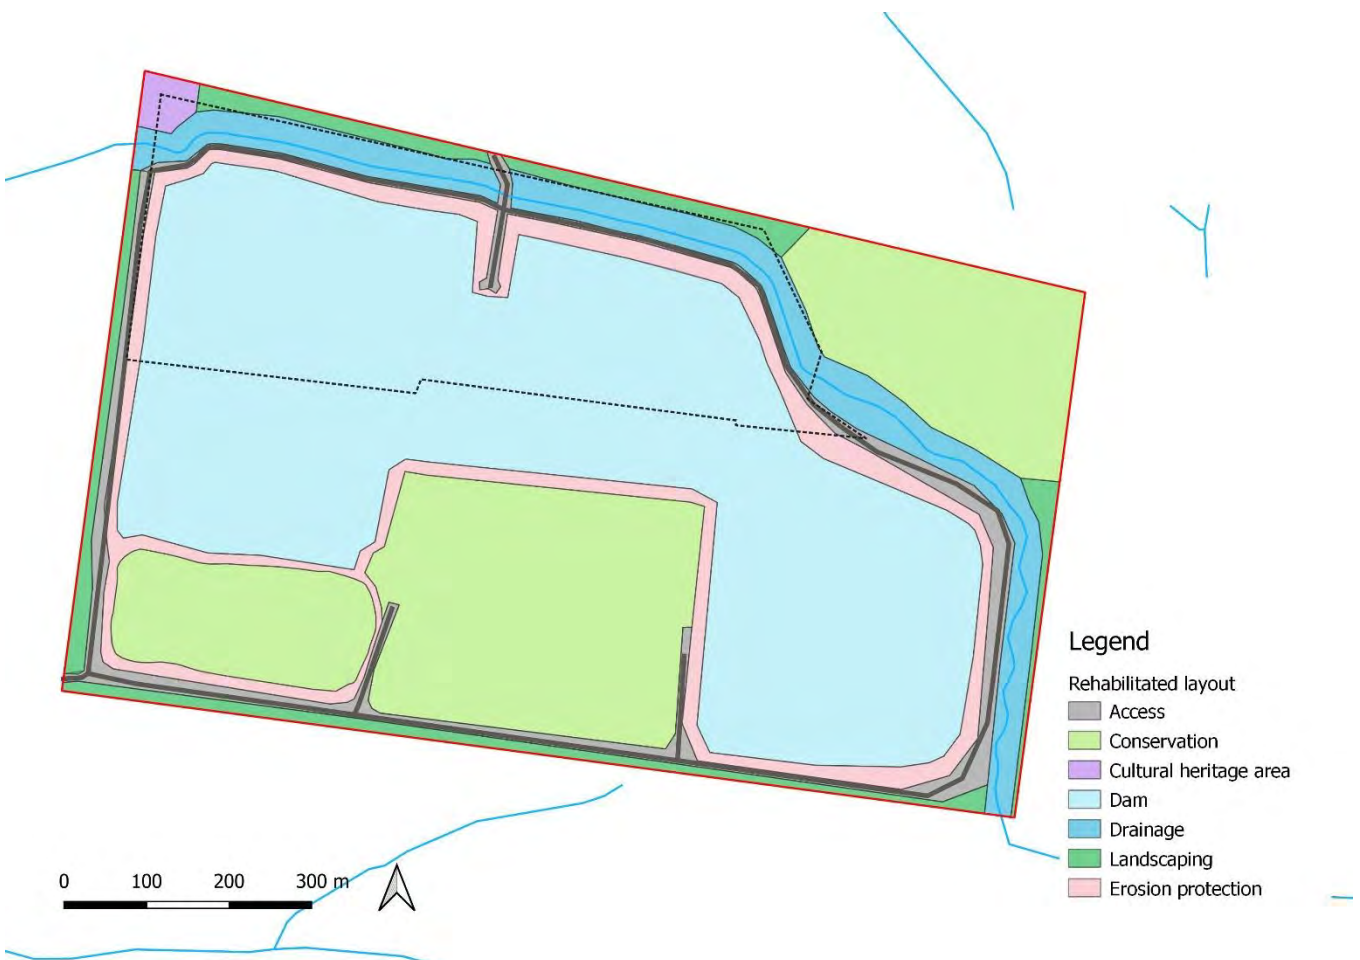 Legend
Rehabilitated layout
Access
Conservation
Cultural heritage area
Dam
Drainage
Landscaping
Erosion protection
0 100 200 300 m